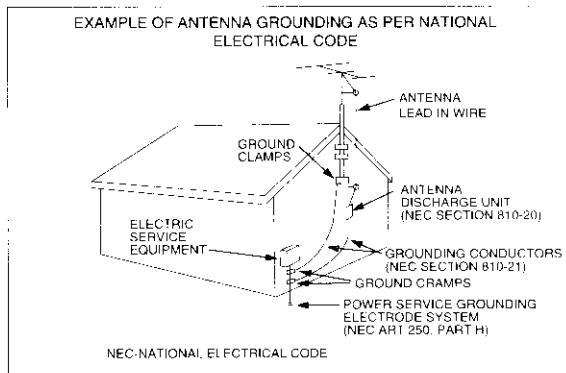 EXAMPLE OF ANTENNA GROUNDING AS PER NATIONAL
ELECTRICAL CODE
ANTENNA
LEAD IN WIRE
GROUND
CLAMPS
ANTENNA
DISCHARGE UNIT
(NEC SECTION 810-20)
ELECTRIC
SERVICE
EQUIPMENT
GROUNDING CONDUCTORS
(NEC SECTION 810-21)
GROUND CRAMPS
POWER SERVICE GROUNDING
ELECTRODE SYSTEM
(NEC ART 250, PART H)
NEC-NATIONAL ELECTRICAL CODE